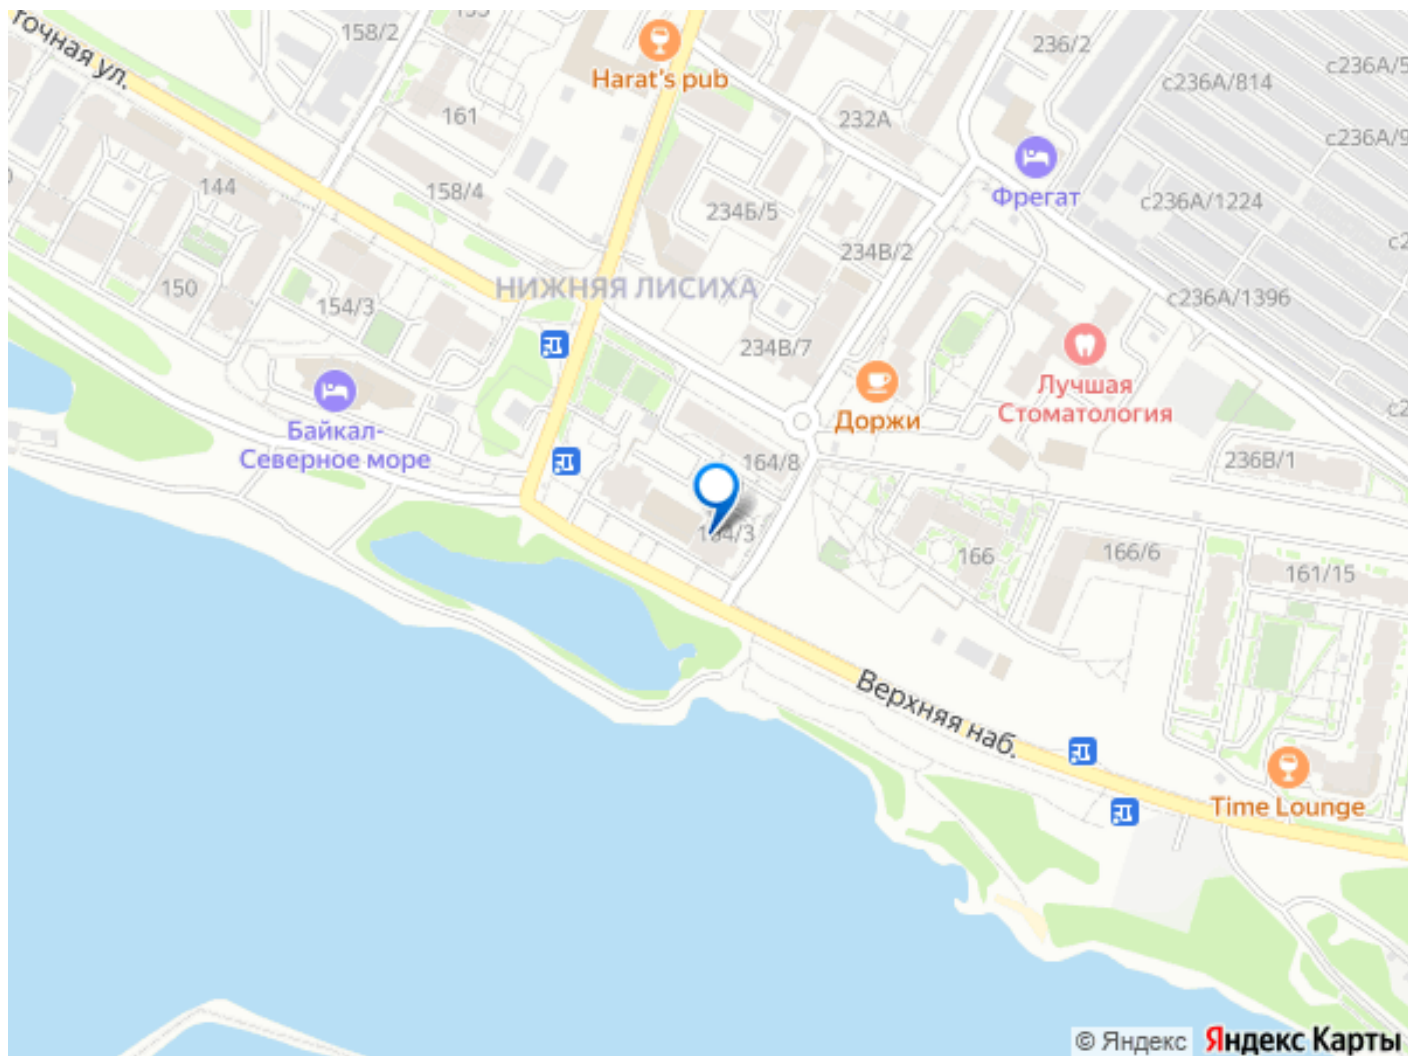 158/2
236/2
с236А/814
точная ул.
Harat's pub
161
232А
144
158/4
234Б/5
Фрегат
с236А/1224
234В/2
НИЖНЯЯ ЛИСИХА
150
154/3
с236А/1396
234В/7
Лучшая
Стоматология
Доржи
Байкал-
Северное море
164/8
236В/1
164/3
166
166/6
161/15
Верхняя наб.
Time Lounge
© Яндекс
Яндекс Карты